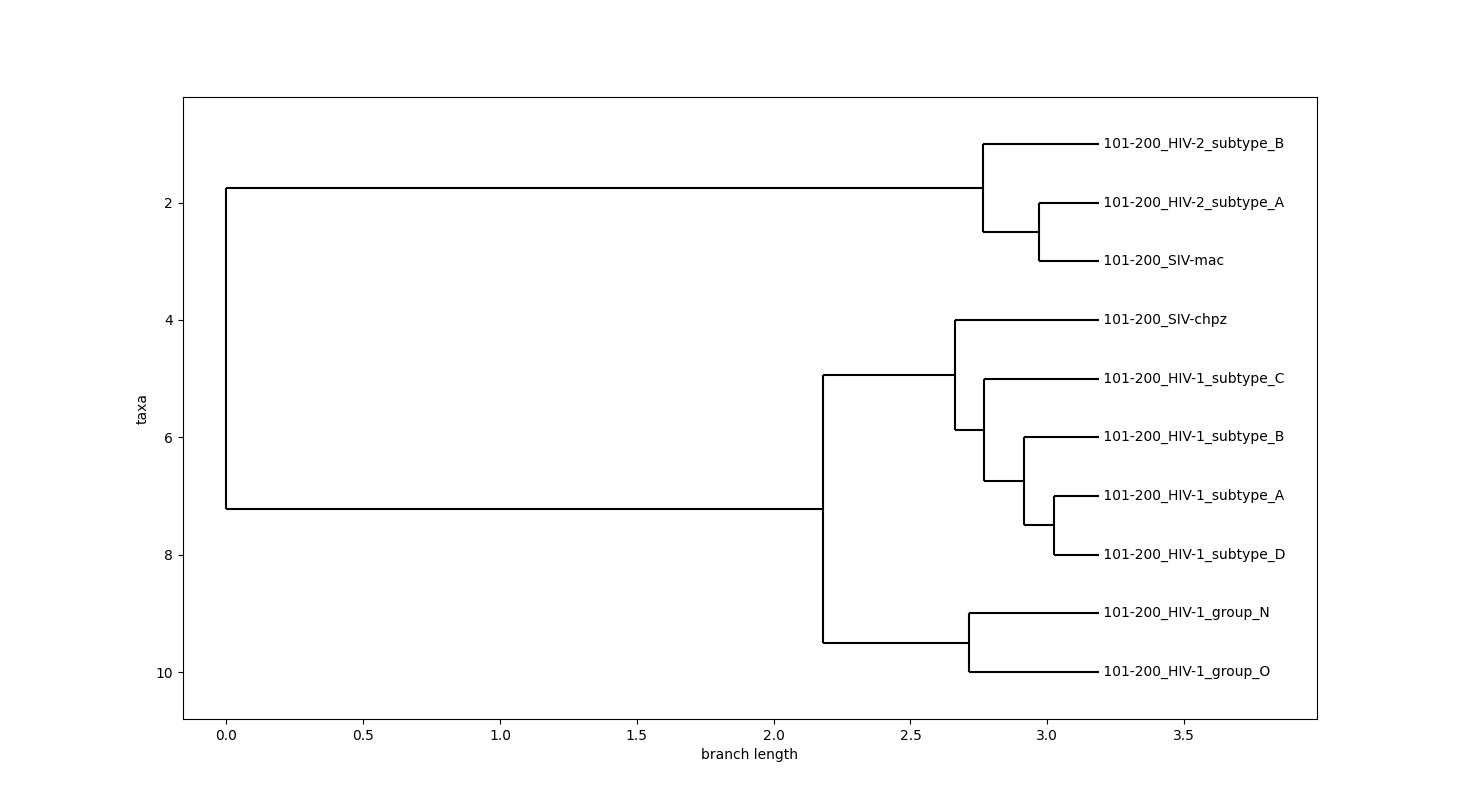 101-200_HIV-2_subtype_B
2
101-200_HIV-2_subtype_A
101-200_SIV-mac
4
101-200_SIV-chpz
101-200_HIV-1_subtype_C
taxa
6
101-200_HIV-1_subtype_B
101-200_HIV-1_subtype_A
8
101-200_HIV-1_subtype_D
101-200_HIV-1_group_N
10
101-200_HIV-1_group_O
0.0 0.5 1.0 1.5 2.0 2.5 3.0 3.5
branch length